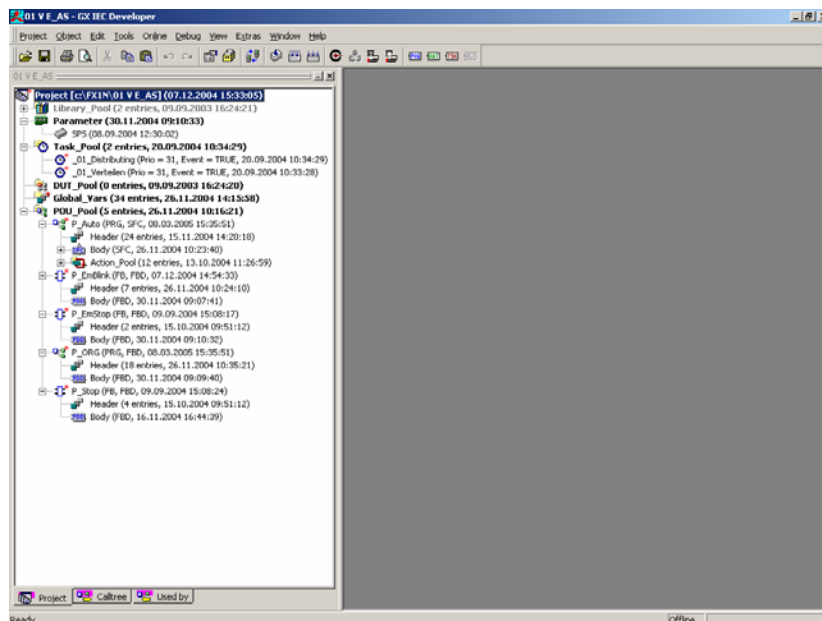 01 V E_AS - GX IEC Developer
Project Object Edit Tools Online Debug View Extras Window Help
01 V E_AS
Project [c:\FX1N\01 V E_AS] (07.12.2004 15:33:05)
Library_Pool (2 entries, 09.09.2003 16:24:21)
Parameter (30.11.2004 09:10:33)
SPS (08.09.2004 12:30:02)
Task_Pool (2 entries, 20.09.2004 10:34:29)
_01_Distributing (Prio = 31, Event = TRUE, 20.09.2004 10:34:29)
_01_Verteilen (Prio = 31, Event = TRUE, 20.09.2004 10:33:28)
DUT_Pool (0 entries, 09.09.2003 16:24:20)
Global_Vars (34 entries, 26.11.2004 14:15:58)
POU_Pool (5 entries, 26.11.2004 10:16:21)
P_Auto (PRG, SFC, 08.03.2005 15:35:51)
Header (24 entries, 15.11.2004 14:20:18)
Body (SFC, 26.11.2004 10:23:40)
Action_Pool (12 entries, 13.10.2004 11:26:59)
P_EmBlink (FB, FBD, 07.12.2004 14:54:33)
Header (7 entries, 26.11.2004 10:24:10)
Body (FBD, 30.11.2004 09:07:41)
P_EmStop (FB, FBD, 09.09.2004 15:08:17)
Header (2 entries, 15.10.2004 09:51:12)
Body (FBD, 30.11.2004 09:10:32)
P_ORG (PRG, FBD, 08.03.2005 15:35:51)
Header (18 entries, 26.11.2004 10:35:21)
Body (FBD, 30.11.2004 09:09:40)
P_Stop (FB, FBD, 09.09.2004 15:08:24)
Header (4 entries, 15.10.2004 09:51:12)
Body (FBD, 16.11.2004 16:44:39)
Project Calltree Used by
Ready Offline